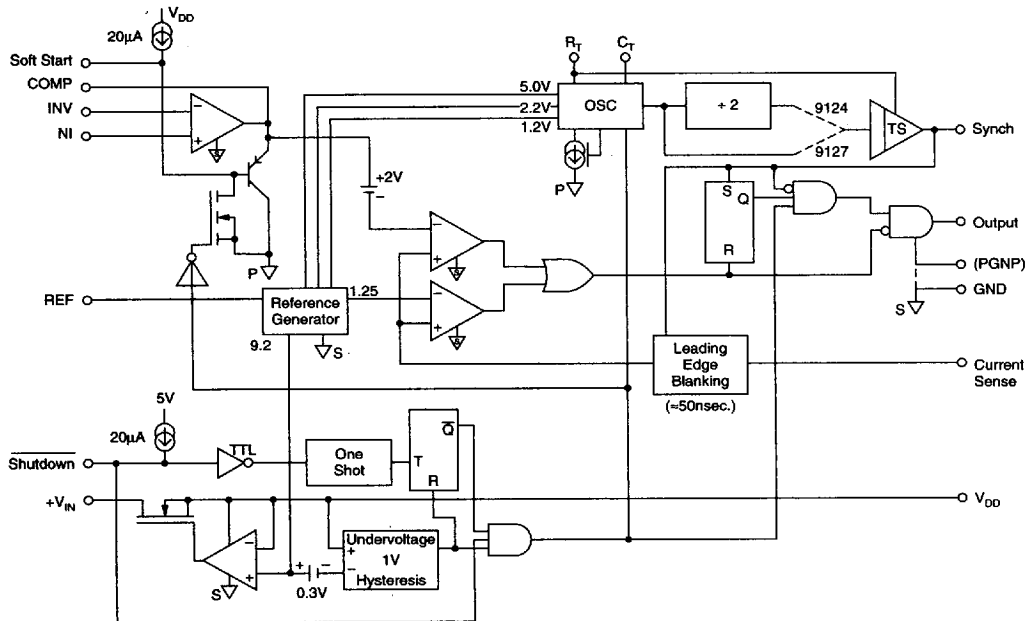 V_DD
20μA
Soft Start
COMP
INV
NI
−
+
P
+2V
−
R_T
C_T
5.0V
2.2V
1.2V
OSC
÷ 2
9124
9127
TS
Synch
P
S
Q
R
Output
(PGNP)
GND
S
−
+
−
+
REF
Reference
Generator
1.25
9.2
S
Leading
Edge
Blanking
(≈50nsec.)
Current
Sense
5V
20μA
TTL
Shutdown
One
Shot
T
Q
R
+V_IN
V_DD
−
+
S
+
−
0.3V
+
−
Undervoltage
1V
Hysteresis